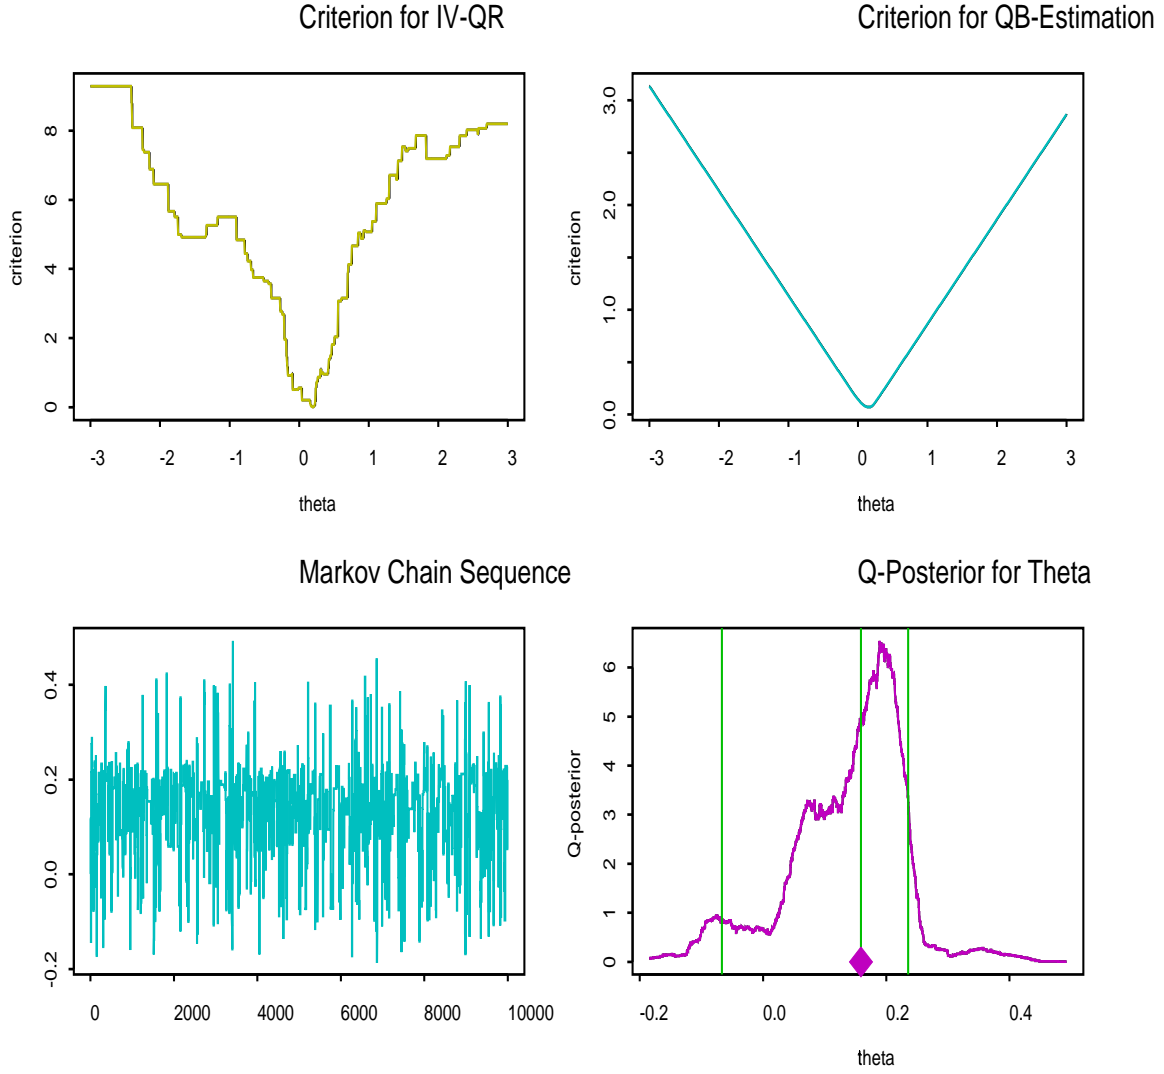 Criterion for IV-QR
criterion
8
6
4
2
0
-3 -2 -1 0 1 2 3
theta
Criterion for QB-Estimation
criterion
3.0
2.0
1.0
0.0
-3 -2 -1 0 1 2 3
theta
Markov Chain Sequence
0.4
0.2
0.0
-0.2
0 2000 4000 6000 8000 10000
Q-Posterior for Theta
Q-posterior
6
5
4
3
2
1
0
-0.2 0.0 0.2 0.4
theta